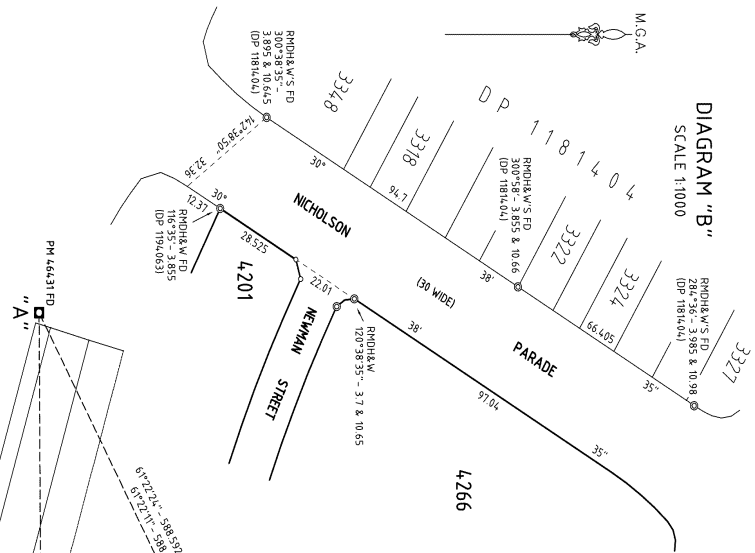 M.G.A.
DIAGRAM "B"
SCALE 1:1000
RMDH&W'S FD
300°38'35"-
3.895 & 10.645
(DP 1181404)
3348
3318
DP 1181404
RMDH&W'S FD
300°58'- 3.855 & 10.66
(DP 1181404)
3322
3324
RMDH&W'S FD
284°36'- 3.985 & 10.98
(DP 1181404)
3327
142°38'50"
32.36
30°
94.7
38'
66.405
35"
NICHOLSON
(30 WIDE)
PARADE
12.37
30°
28.525
22.01
38'
97.04
35"
RMDH&W FD
116°35'- 3.855
(DP 1194063)
4201
NEWMAN STREET
RMDH&W
120°38'35"- 3.7 & 10.65
4266
PM 46431 FD
"A"
61°22'24" - 588.592
61°22'11" - 588